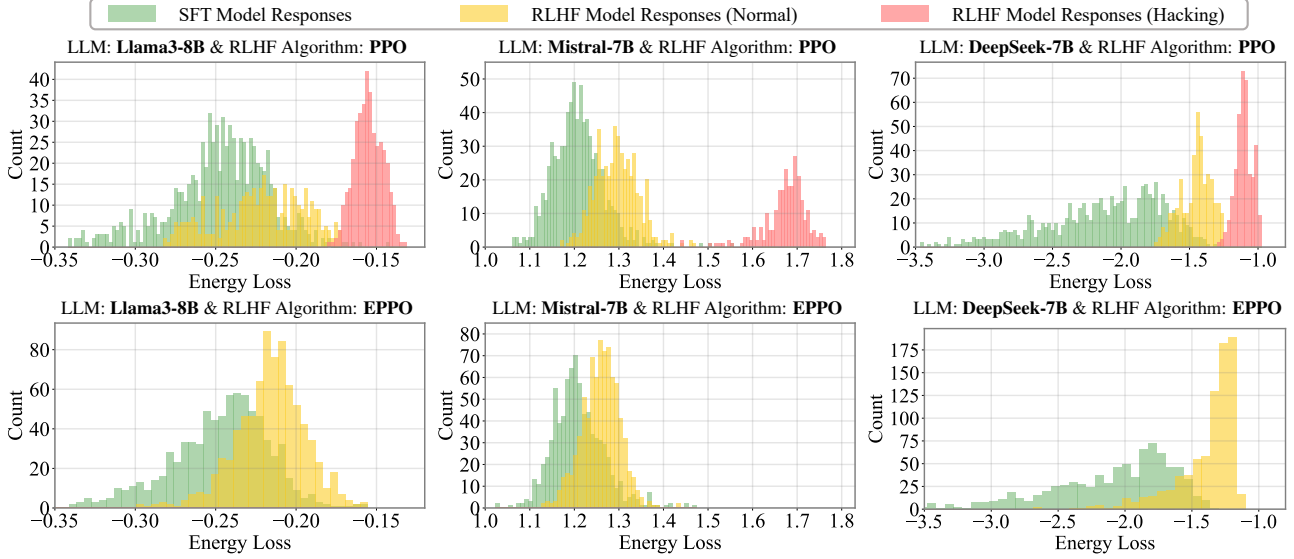 SFT Model Responses RLHF Model Responses (Normal) RLHF Model Responses (Hacking)
LLM: Llama3-8B & RLHF Algorithm: PPO
40
35
30
25
20
15
10
5
0
Count
−0.35 −0.30 −0.25 −0.20 −0.15
Energy Loss
LLM: Mistral-7B & RLHF Algorithm: PPO
50
40
30
20
10
0
Count
1.0 1.1 1.2 1.3 1.4 1.5 1.6 1.7 1.8
Energy Loss
LLM: DeepSeek-7B & RLHF Algorithm: PPO
70
60
50
40
30
20
10
0
Count
−3.5 −3.0 −2.5 −2.0 −1.5 −1.0
Energy Loss
LLM: Llama3-8B & RLHF Algorithm: EPPO
80
60
40
20
0
Count
−0.35 −0.30 −0.25 −0.20 −0.15
Energy Loss
LLM: Mistral-7B & RLHF Algorithm: EPPO
80
70
60
50
40
30
20
10
0
Count
1.0 1.1 1.2 1.3 1.4 1.5 1.6 1.7 1.8
Energy Loss
LLM: DeepSeek-7B & RLHF Algorithm: EPPO
175
150
125
100
75
50
25
0
Count
−3.5 −3.0 −2.5 −2.0 −1.5 −1.0
Energy Loss